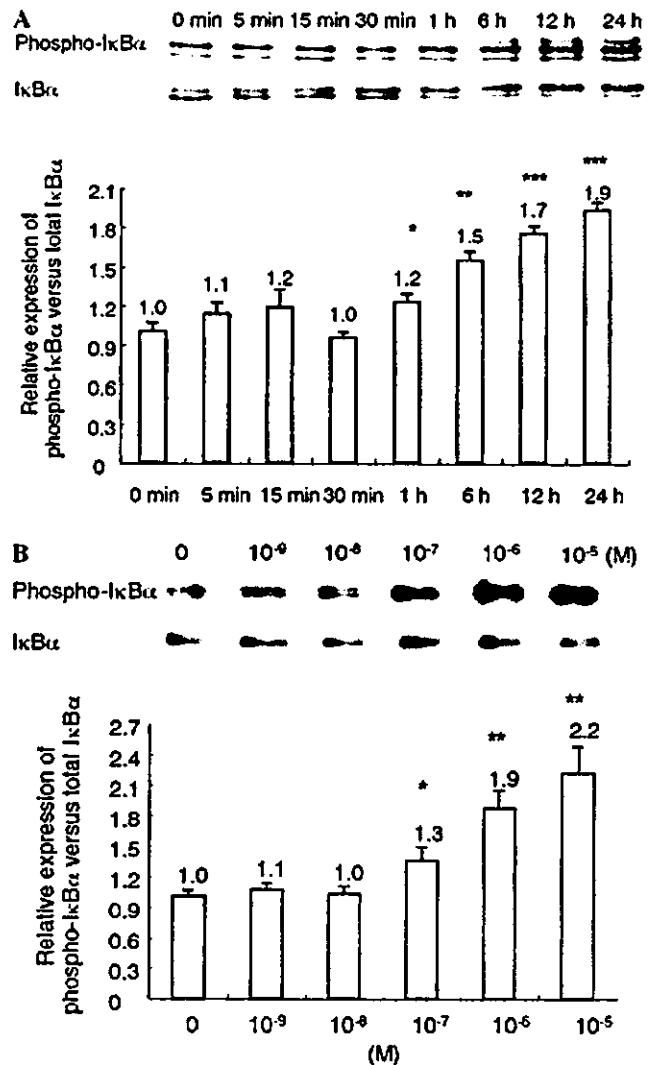 A 0 min 5 min 15 min 30 min 1 h 6 h 12 h 24 h
Phospho-IκBα
IκBα
Relative expression of
phospho-IκBα versus total IκBα
2.1
1.8
1.5
1.2
0.9
0.6
0.3
0
1.0 1.1 1.2 1.0 1.2 1.5 1.7 1.9
* ** *** ***
0 min 5 min 15 min 30 min 1 h 6 h 12 h 24 h
B 0 10⁻⁹ 10⁻⁸ 10⁻⁷ 10⁻⁶ 10⁻⁵ (M)
Phospho-IκBα
IκBα
Relative expression of
phospho-IκBα versus total IκBα
2.7
2.4
2.1
1.8
1.5
1.2
0.9
0.6
0.3
0
1.0 1.1 1.0 1.3 1.9 2.2
* ** **
0 10⁻⁹ 10⁻⁸ 10⁻⁷ 10⁻⁶ 10⁻⁵
(M)